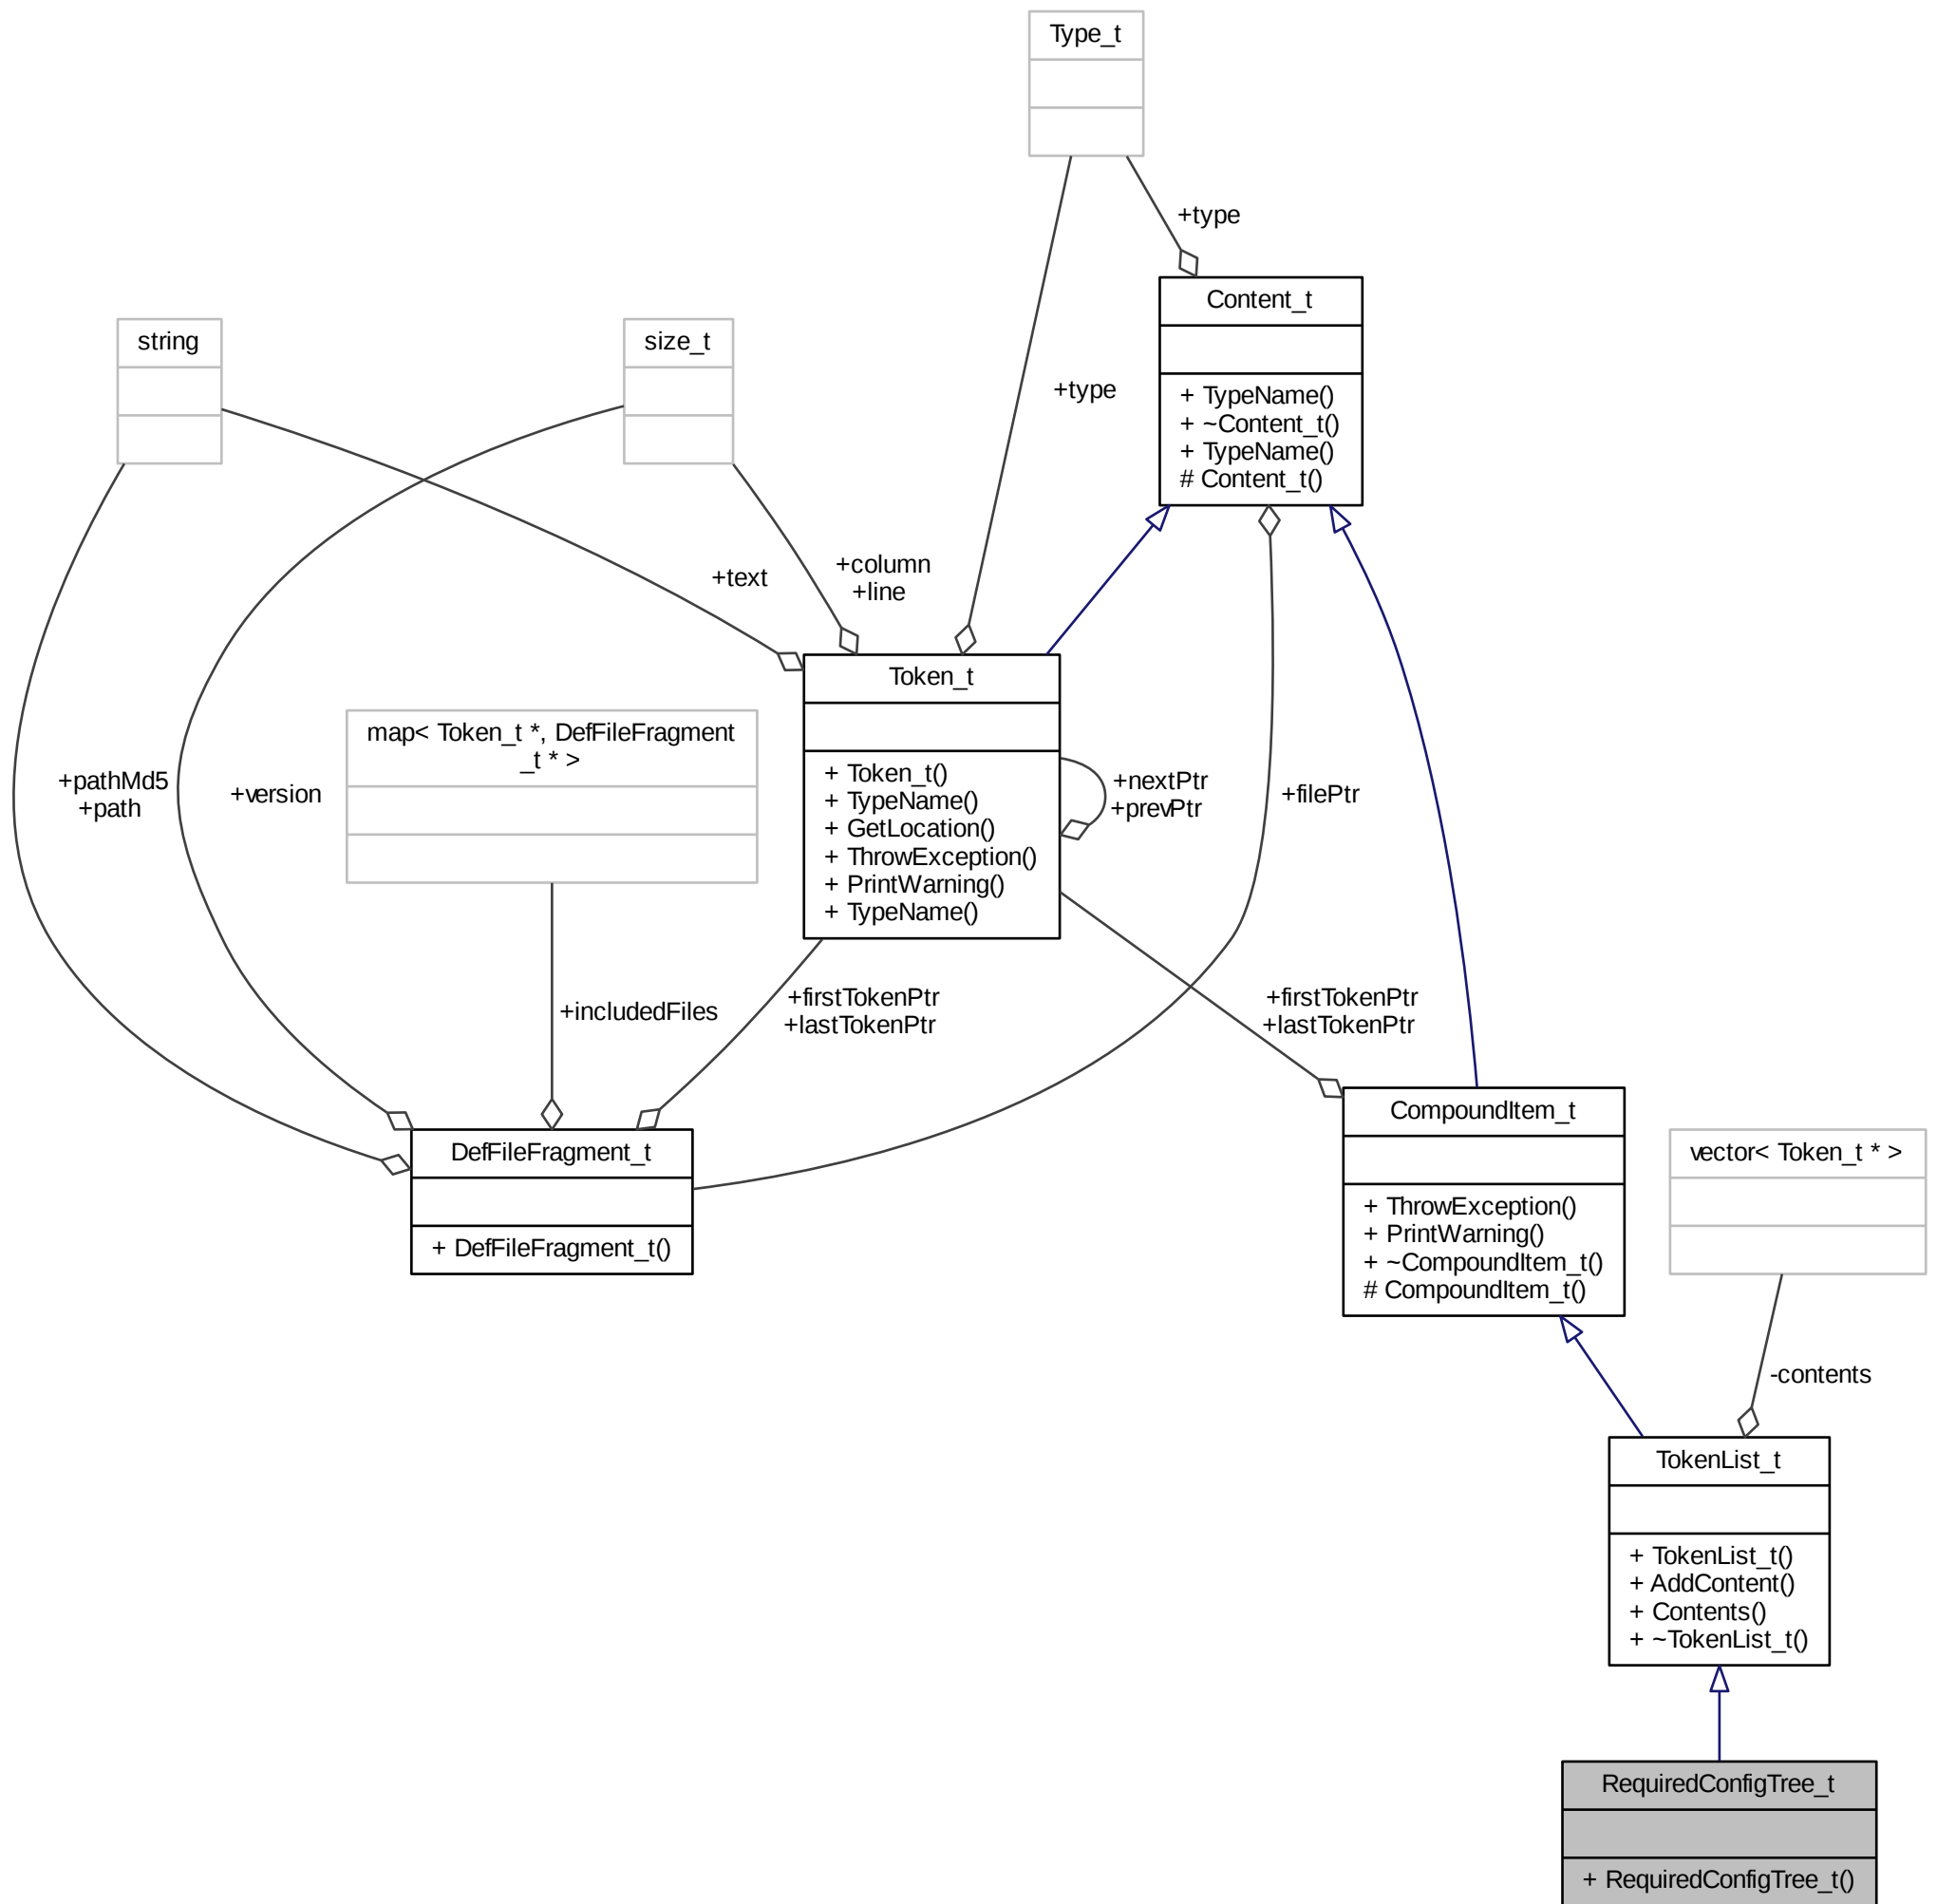 Type_t
+type
Content_t
+ TypeName()
+ ~Content_t()
+ TypeName()
# Content_t()
string
size_t
+type
+text
+column
+line
Token_t
+ Token_t()
+ TypeName()
+ GetLocation()
+ ThrowException()
+ PrintWarning()
+ TypeName()
map< Token_t *, DefFileFragment
_t * >
+pathMd5
+path
+version
+nextPtr
+prevPtr
+filePtr
+includedFiles
+firstTokenPtr
+lastTokenPtr
+firstTokenPtr
+lastTokenPtr
DefFileFragment_t
+ DefFileFragment_t()
CompoundItem_t
+ ThrowException()
+ PrintWarning()
+ ~CompoundItem_t()
# CompoundItem_t()
vector< Token_t * >
-contents
TokenList_t
+ TokenList_t()
+ AddContent()
+ Contents()
+ ~TokenList_t()
RequiredConfigTree_t
+ RequiredConfigTree_t()